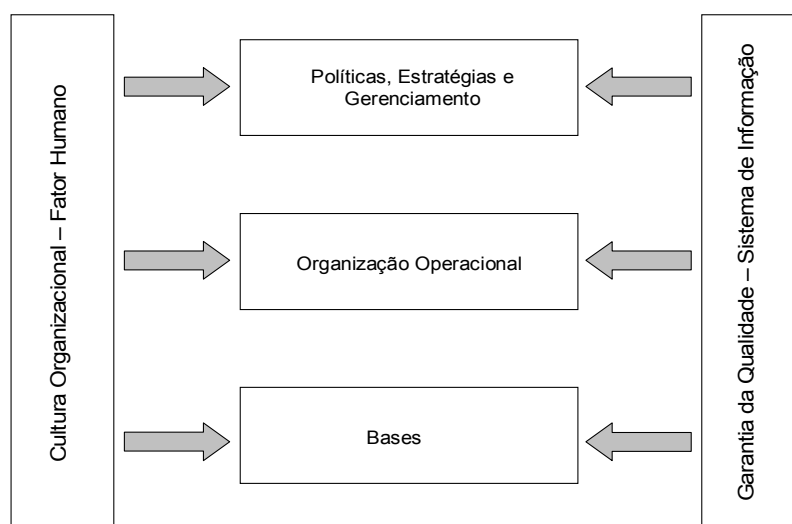 Cultura Organizacional – Fator Humano
Políticas, Estratégias e
Gerenciamento
Organização Operacional
Bases
Garantia da Qualidade – Sistema de Informação